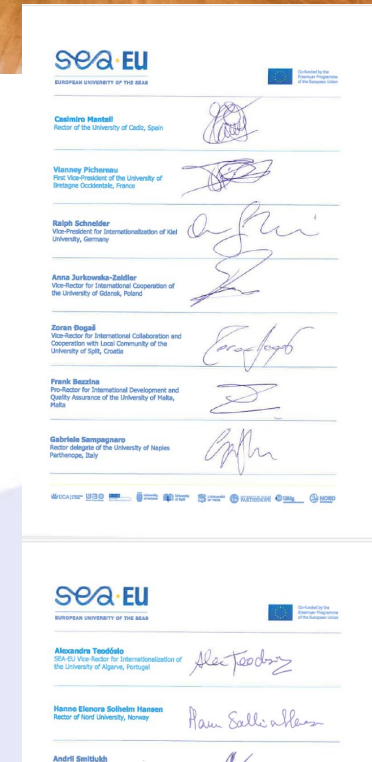 sea·EU
EUROPEAN UNIVERSITY OF THE SEAS
Co-funded by the
Erasmus+ Programme
of the European Union
Casimiro Mantell
Rector of the University of Cadiz, Spain
Vianney Pichereau
First Vice-President of the University of
Bretagne Occidentale, France
Ralph Schneider
Vice-President for Internationalization of Kiel
University, Germany
Anna Jurkowska-Zeidler
Vice-Rector for International Cooperation of
the University of Gdansk, Poland
Zoran Đogaš
Vice-Rector for International Collaboration and
Cooperation with Local Community of the
University of Split, Croatia
Frank Bezzina
Pro-Rector for International Development and
Quality Assurance of the University of Malta,
Malta
Gabriele Sampagnaro
Rector delegate of the University of Naples
Parthenope, Italy
UCA UBO PARTHENOPE UAlg NORD
sea·EU
EUROPEAN UNIVERSITY OF THE SEAS
Co-funded by the
Erasmus+ Programme
of the European Union
Alexandra Teodósio
SEA-EU Vice-Rector for Internationalization of
the University of Algarve, Portugal
Alex Teodósio
Hanne Elenora Solheim Hansen
Rector of Nord University, Norway
Andrii Smitiukh